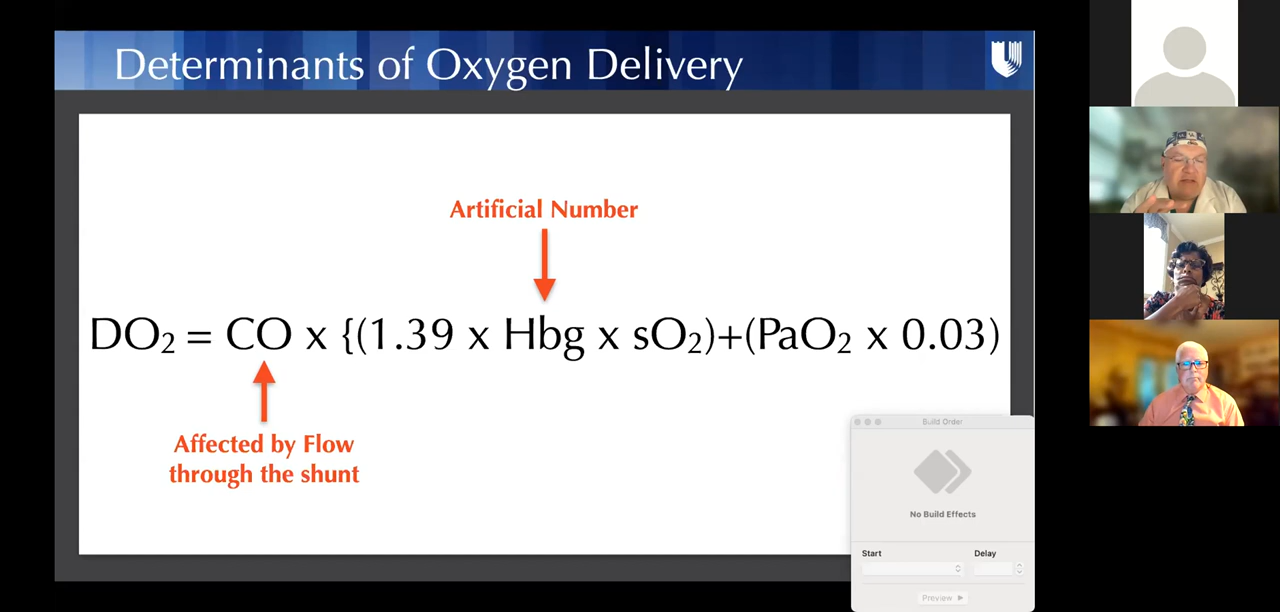 Determinants of Oxygen Delivery
Artificial Number
DO₂ = CO x {(1.39 x Hbg x sO₂)+(PaO₂ x 0.03)
Affected by Flow
through the shunt
Build Order
No Build Effects
Start Delay
Preview